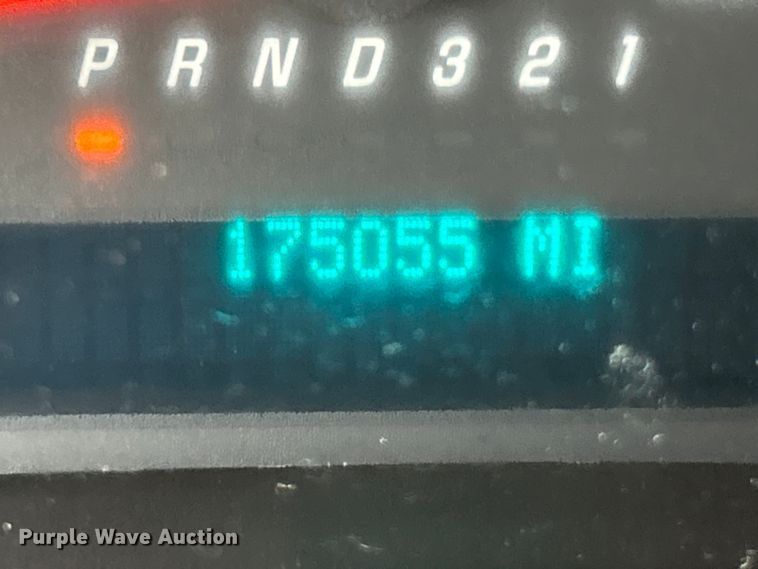 P R N D 3 2 1
175055 MI
Purple Wave Auction